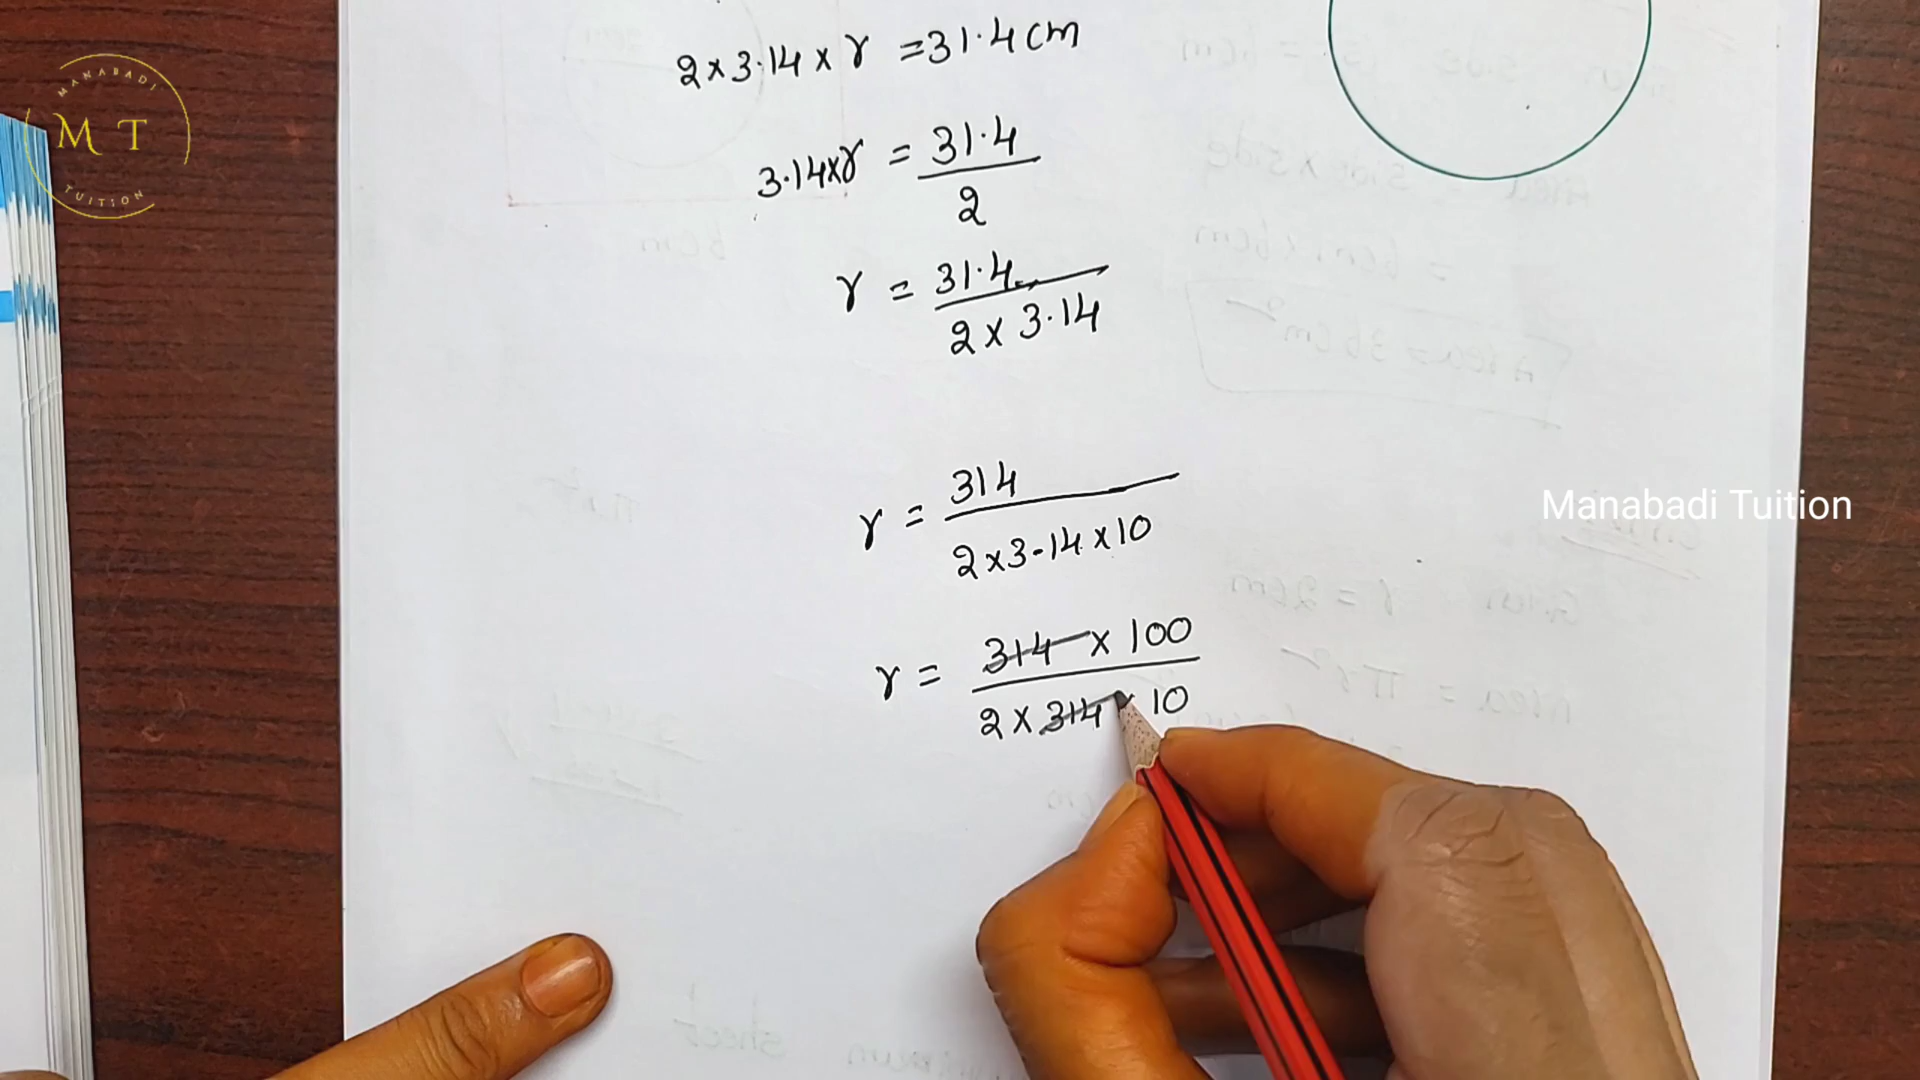 2 × 3.14 × r = 31.4 cm
3.14 × r = 31.4 / 2
r = 31.4 / 2 × 3.14
r = 314 / 2 × 3.14 × 10
r = 314 × 100 / 2 × 314 × 10
MANABADI
M T
TUITION
Manabadi Tuition